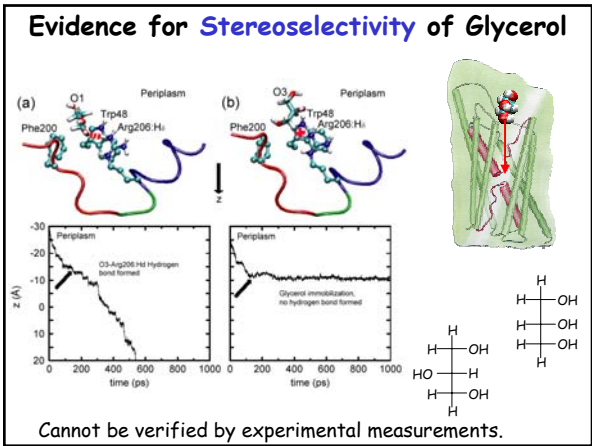 Evidence for Stereoselectivity of Glycerol
(a)
O1
Periplasm
Phe200
Trp48
Arg206:Hδ
(b)
O3
Periplasm
Phe200
Trp48
Arg206:Hδ
z
z (Å)
-30
-20
-10
0
10
20
Periplasm
O3-Arg206:Hd Hydrogen
bond formed
0 200 400 600 800 1000
time (ps)
Periplasm
Glycerol immobilization,
no hydrogen bond formed
0 200 400 600 800 1000
time (ps)
H
H OH
HO H
H OH
H
H
H OH
H OH
H OH
H
Cannot be verified by experimental measurements.